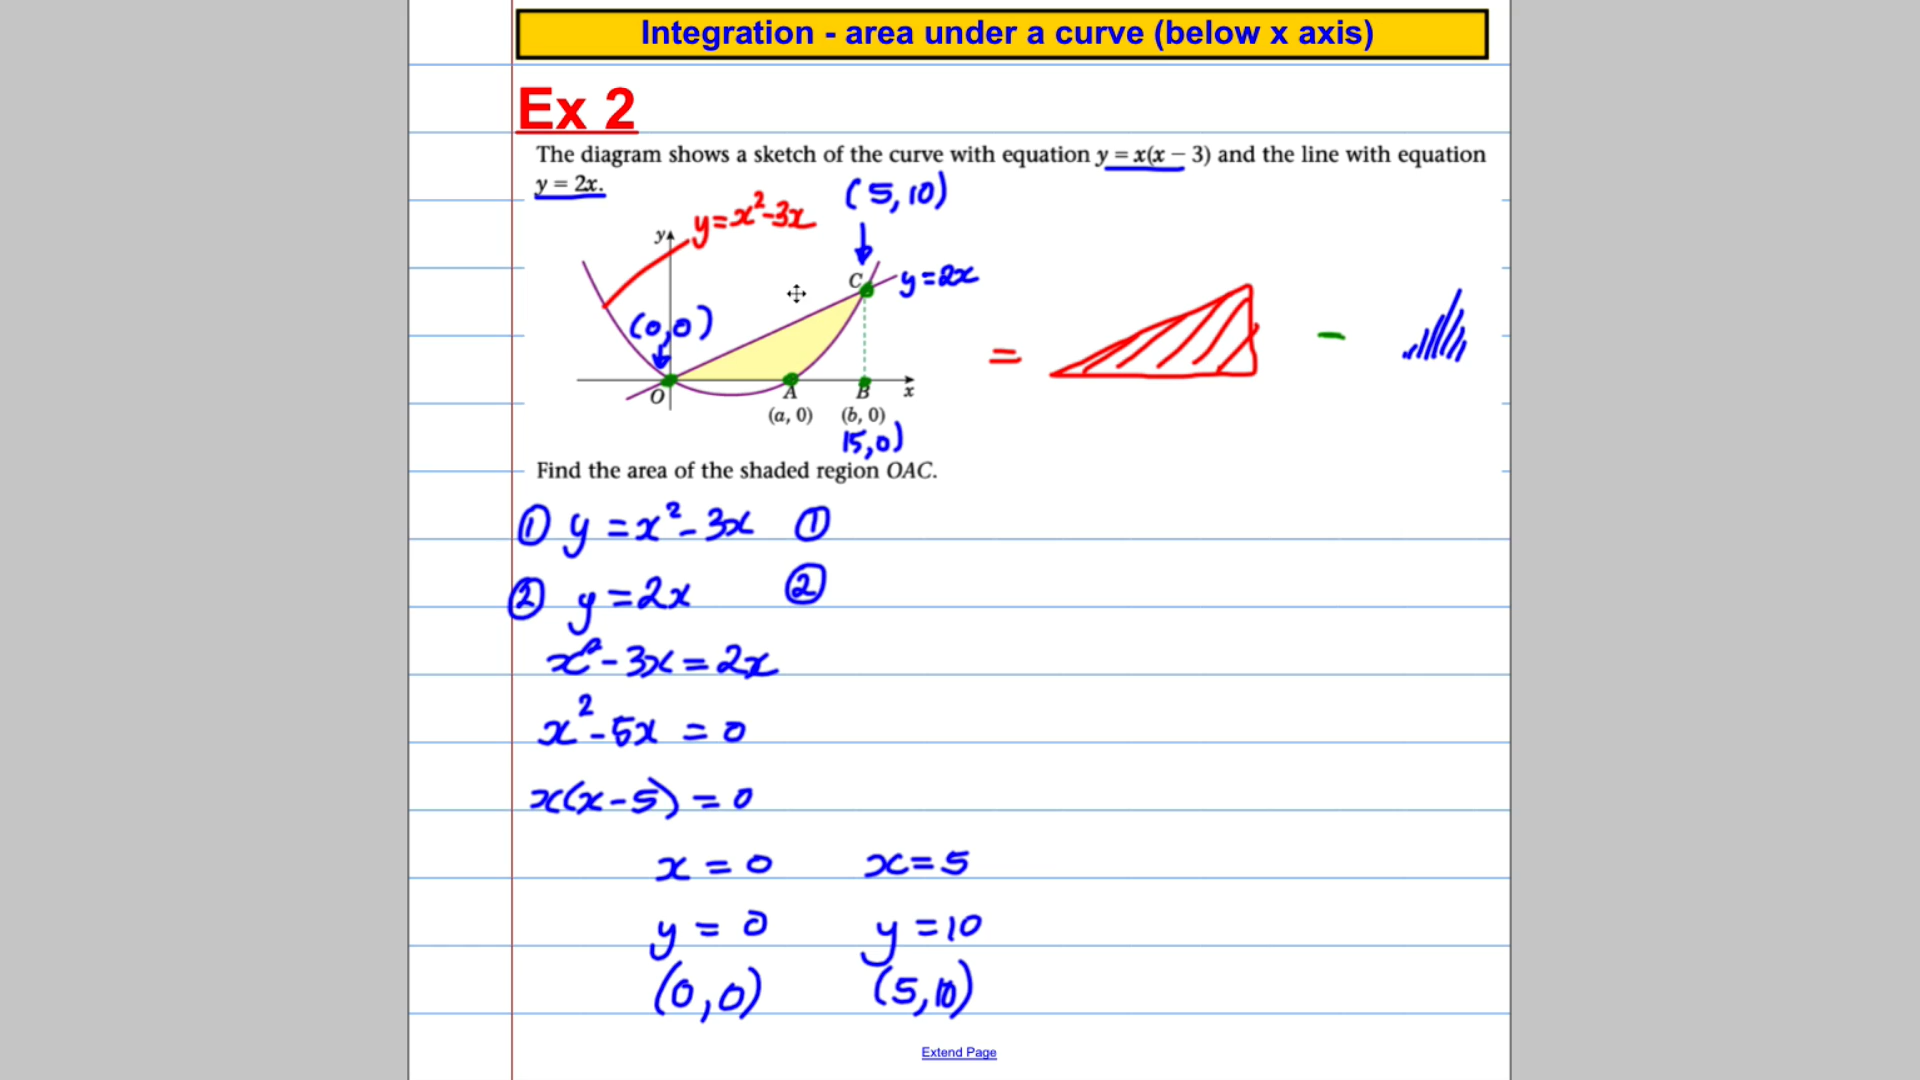 Integration - area under a curve (below x axis)
Ex 2
The diagram shows a sketch of the curve with equation y = x(x − 3) and the line with equation
y = 2x.
(5,10)
y=x²-3x
y
C
y=2x
(0,0)
=
-
O
A
B
x
(a, 0)
(b, 0)
(5,0)
Find the area of the shaded region OAC.
① y = x² - 3x ①
② y = 2x ②
x² - 3x = 2x
x² - 5x = 0
x(x-5) = 0
x = 0 x = 5
y = 0 y = 10
(0,0) (5,10)
Extend Page